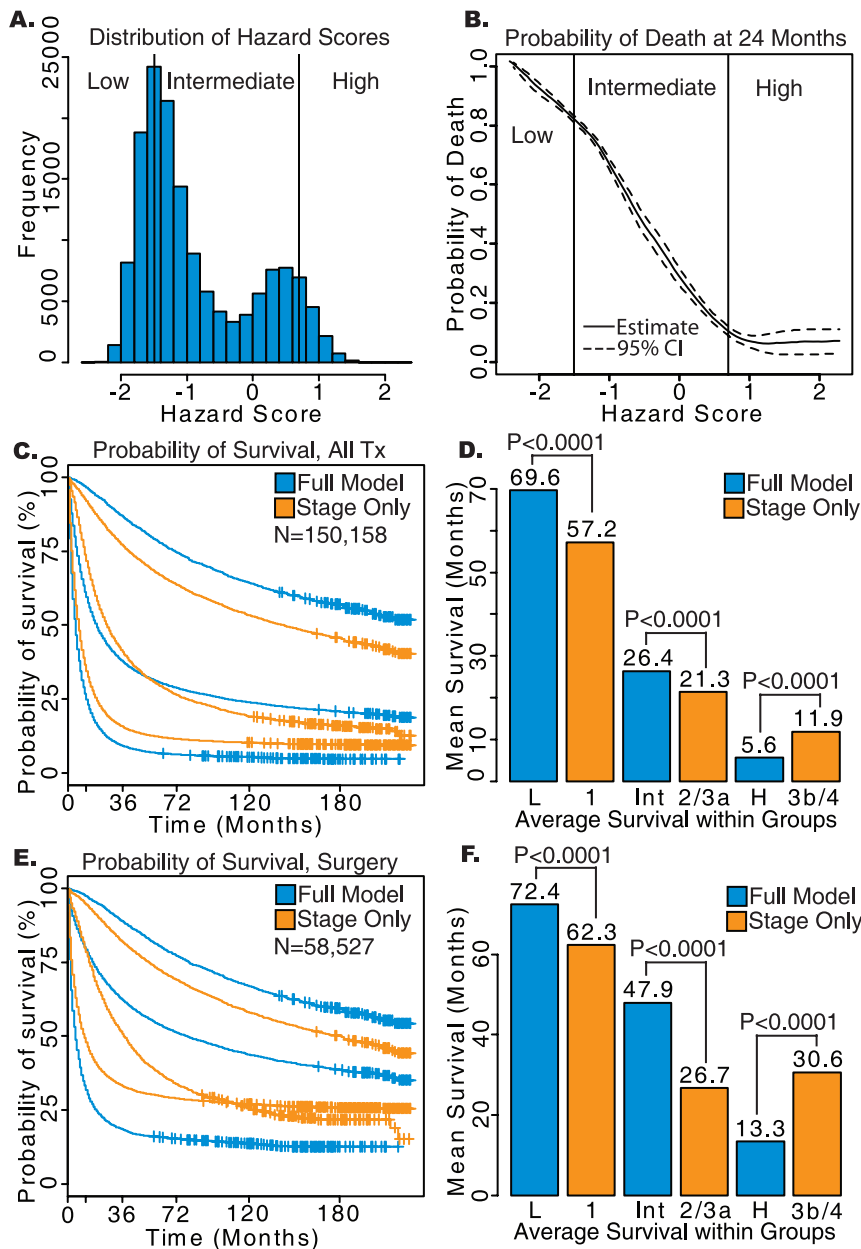 A.
Distribution of Hazard Scores
Low
Intermediate
High
Frequency
0
5000
15000
25000
-2
-1
0
1
2
Hazard Score
B.
Probability of Death at 24 Months
Low
Intermediate
High
Probability of Death
0.0
0.2
0.4
0.6
0.8
1.0
Estimate
95% CI
-2
-1
0
1
2
Hazard Score
C.
Probability of Survival, All Tx
Full Model
Stage Only
N=150,158
Probability of survival (%)
0
25
50
75
100
0
36
72
120
180
Time (Months)
D.
P<0.0001
Full Model
Stage Only
69.6
57.2
P<0.0001
26.4
21.3
P<0.0001
5.6
11.9
Mean Survival (Months)
0
10
30
50
70
L
1
Int
2/3a
H
3b/4
Average Survival within Groups
E.
Probability of Survival, Surgery
Full Model
Stage Only
N=58,527
Probability of survival (%)
0
25
50
75
100
0
36
72
120
180
Time (Months)
F.
P<0.0001
Full Model
Stage Only
72.4
62.3
P<0.0001
47.9
26.7
P<0.0001
13.3
30.6
Mean Survival (Months)
0
20
40
60
L
1
Int
2/3a
H
3b/4
Average Survival within Groups